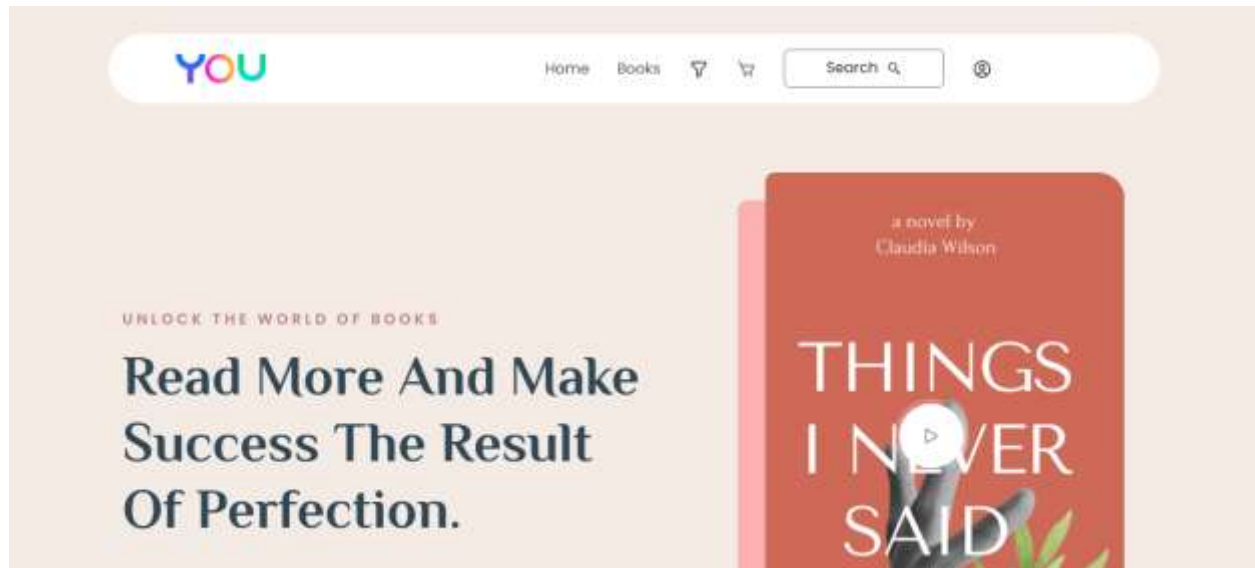 YOU
Home Books Search
a novel by
Claudia Wilson
UNLOCK THE WORLD OF BOOKS
Read More And Make
Success The Result
Of Perfection.
THINGS
I NEVER
SAID